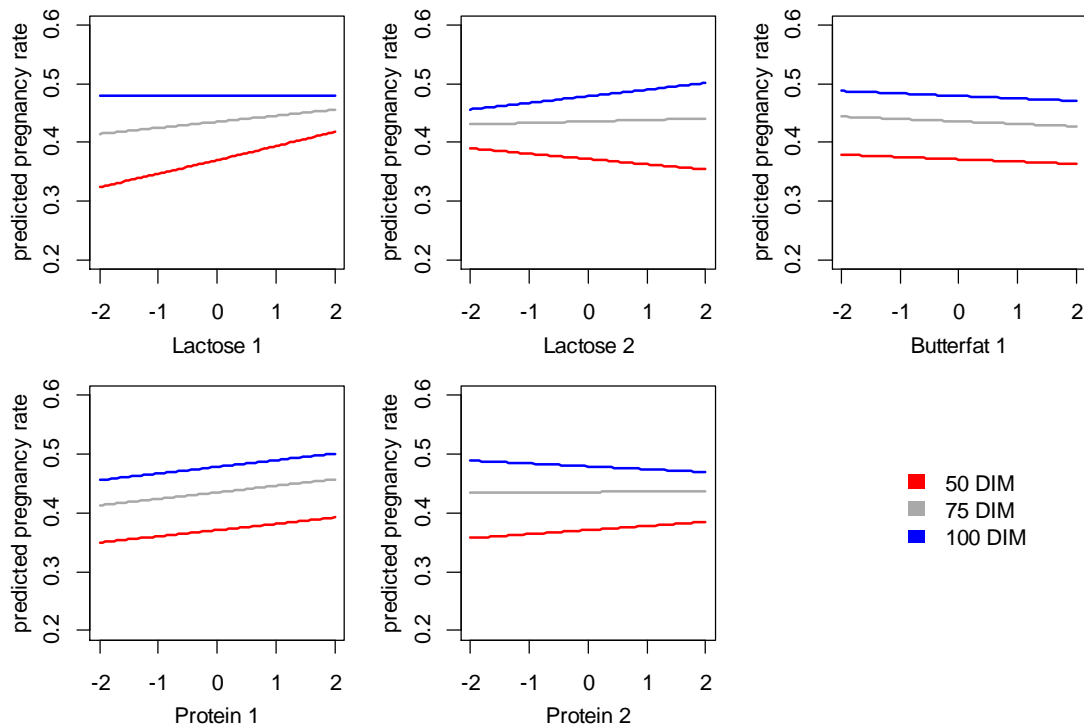 predicted pregnancy rate
0.2 0.3 0.4 0.5 0.6
-2 -1 0 1 2
Lactose 1
predicted pregnancy rate
0.2 0.3 0.4 0.5 0.6
-2 -1 0 1 2
Lactose 2
predicted pregnancy rate
0.2 0.3 0.4 0.5 0.6
-2 -1 0 1 2
Butterfat 1
predicted pregnancy rate
0.2 0.3 0.4 0.5 0.6
-2 -1 0 1 2
Protein 1
predicted pregnancy rate
0.2 0.3 0.4 0.5 0.6
-2 -1 0 1 2
Protein 2
50 DIM
75 DIM
100 DIM